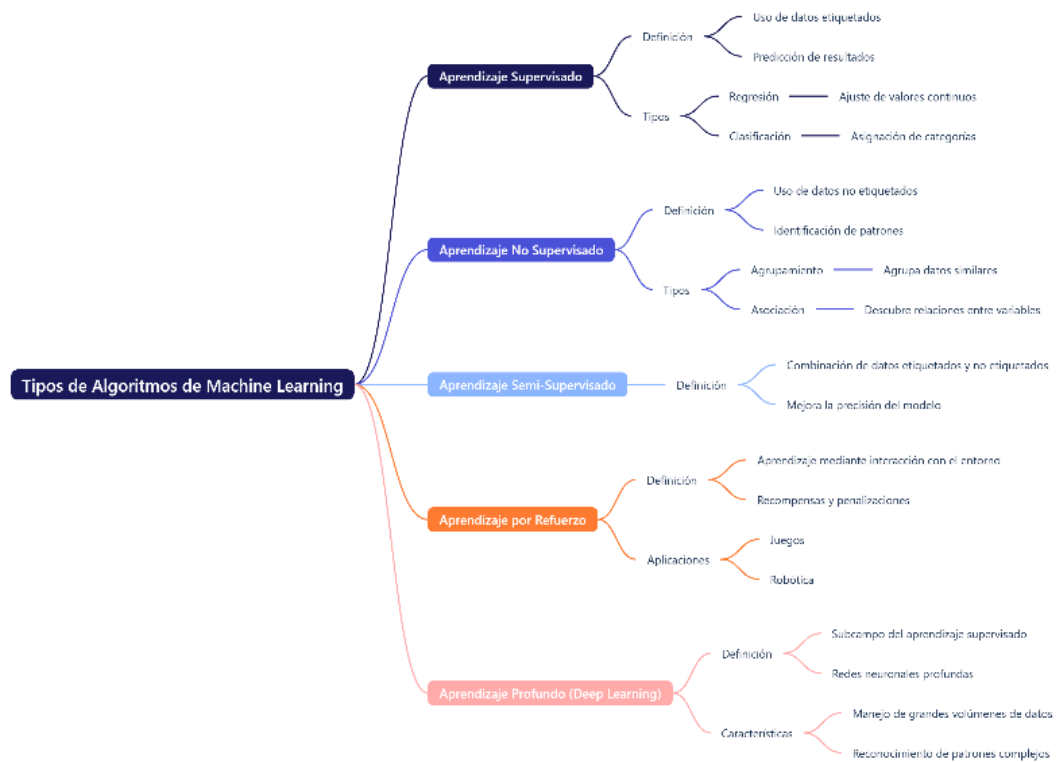 Tipos de Algoritmos de Machine Learning
Aprendizaje Supervisado
Definición
Uso de datos etiquetados
Predicción de resultados
Tipos
Regresión
Ajuste de valores continuos
Clasificación
Asignación de categorías
Aprendizaje No Supervisado
Definición
Uso de datos no etiquetados
Identificación de patrones
Tipos
Agrupamiento
Agrupa datos similares
Asociación
Descubre relaciones entre variables
Aprendizaje Semi-Supervisado
Definición
Combinación de datos etiquetados y no etiquetados
Mejora la precisión del modelo
Aprendizaje por Refuerzo
Definición
Aprendizaje mediante interacción con el entorno
Recompensas y penalizaciones
Aplicaciones
Juegos
Robótica
Aprendizaje Profundo (Deep Learning)
Definición
Subcampo del aprendizaje supervisado
Redes neuronales profundas
Características
Manejo de grandes volúmenes de datos
Reconocimiento de patrones complejos